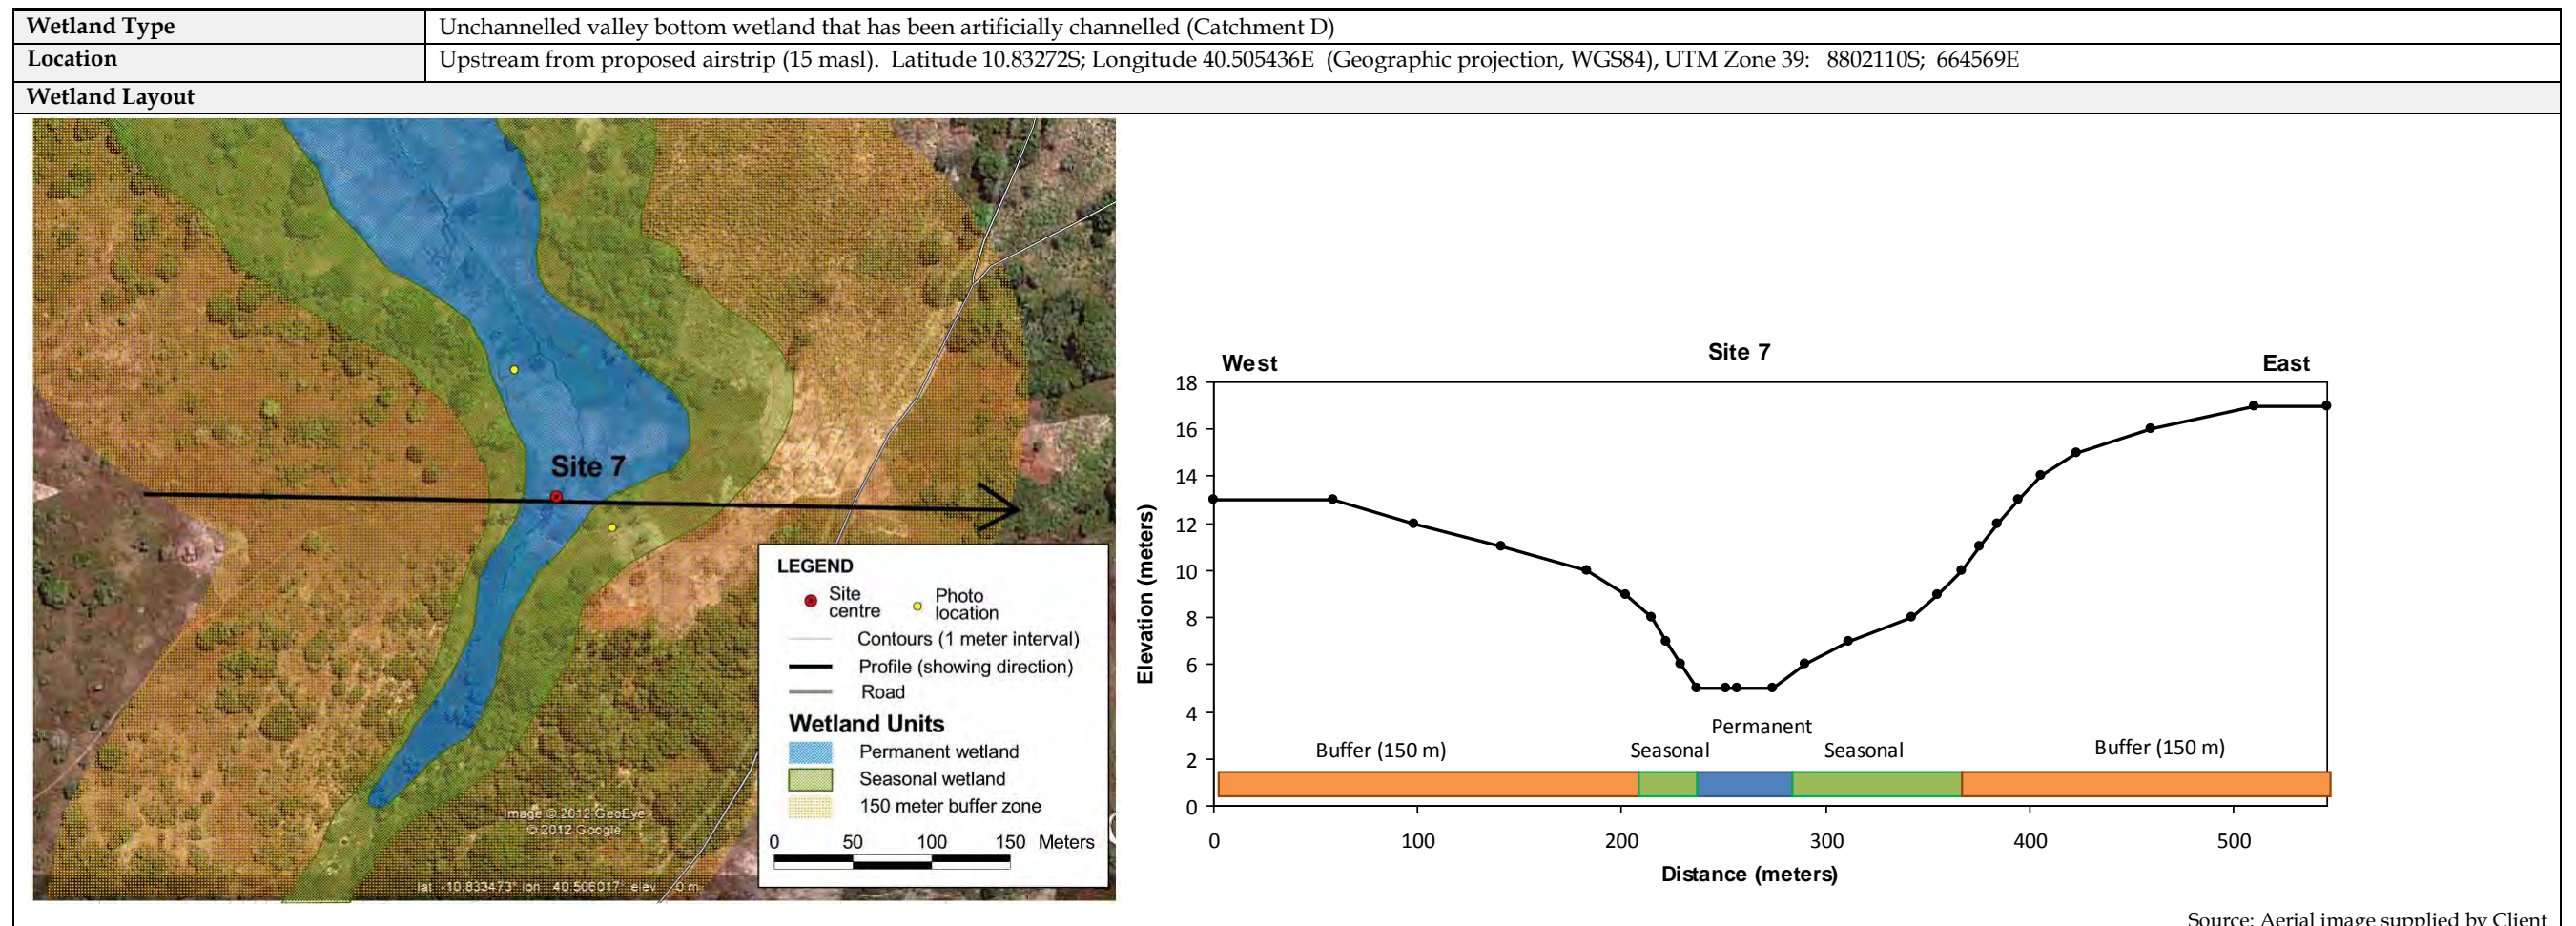 Wetland Type
Unchannelled valley bottom wetland that has been artificially channelled (Catchment D)
Location
Upstream from proposed airstrip (15 masl). Latitude 10.83272S; Longitude 40.505436E (Geographic projection, WGS84), UTM Zone 39: 8802110S; 664569E
Wetland Layout
Site 7
LEGEND
Site centre
Photo location
Contours (1 meter interval)
Profile (showing direction)
Road
Wetland Units
Permanent wetland
Seasonal wetland
150 meter buffer zone
0 50 100 150 Meters
Image © 2012 GeoEye
© 2012 Google
lat -10.833473° lon 40.506017° elev 0 m
West
Site 7
East
Elevation (meters)
18
16
14
12
10
8
6
4
2
0
Permanent
Buffer (150 m)
Seasonal
Seasonal
Buffer (150 m)
0 100 200 300 400 500
Distance (meters)
Source: Aerial image supplied by Client